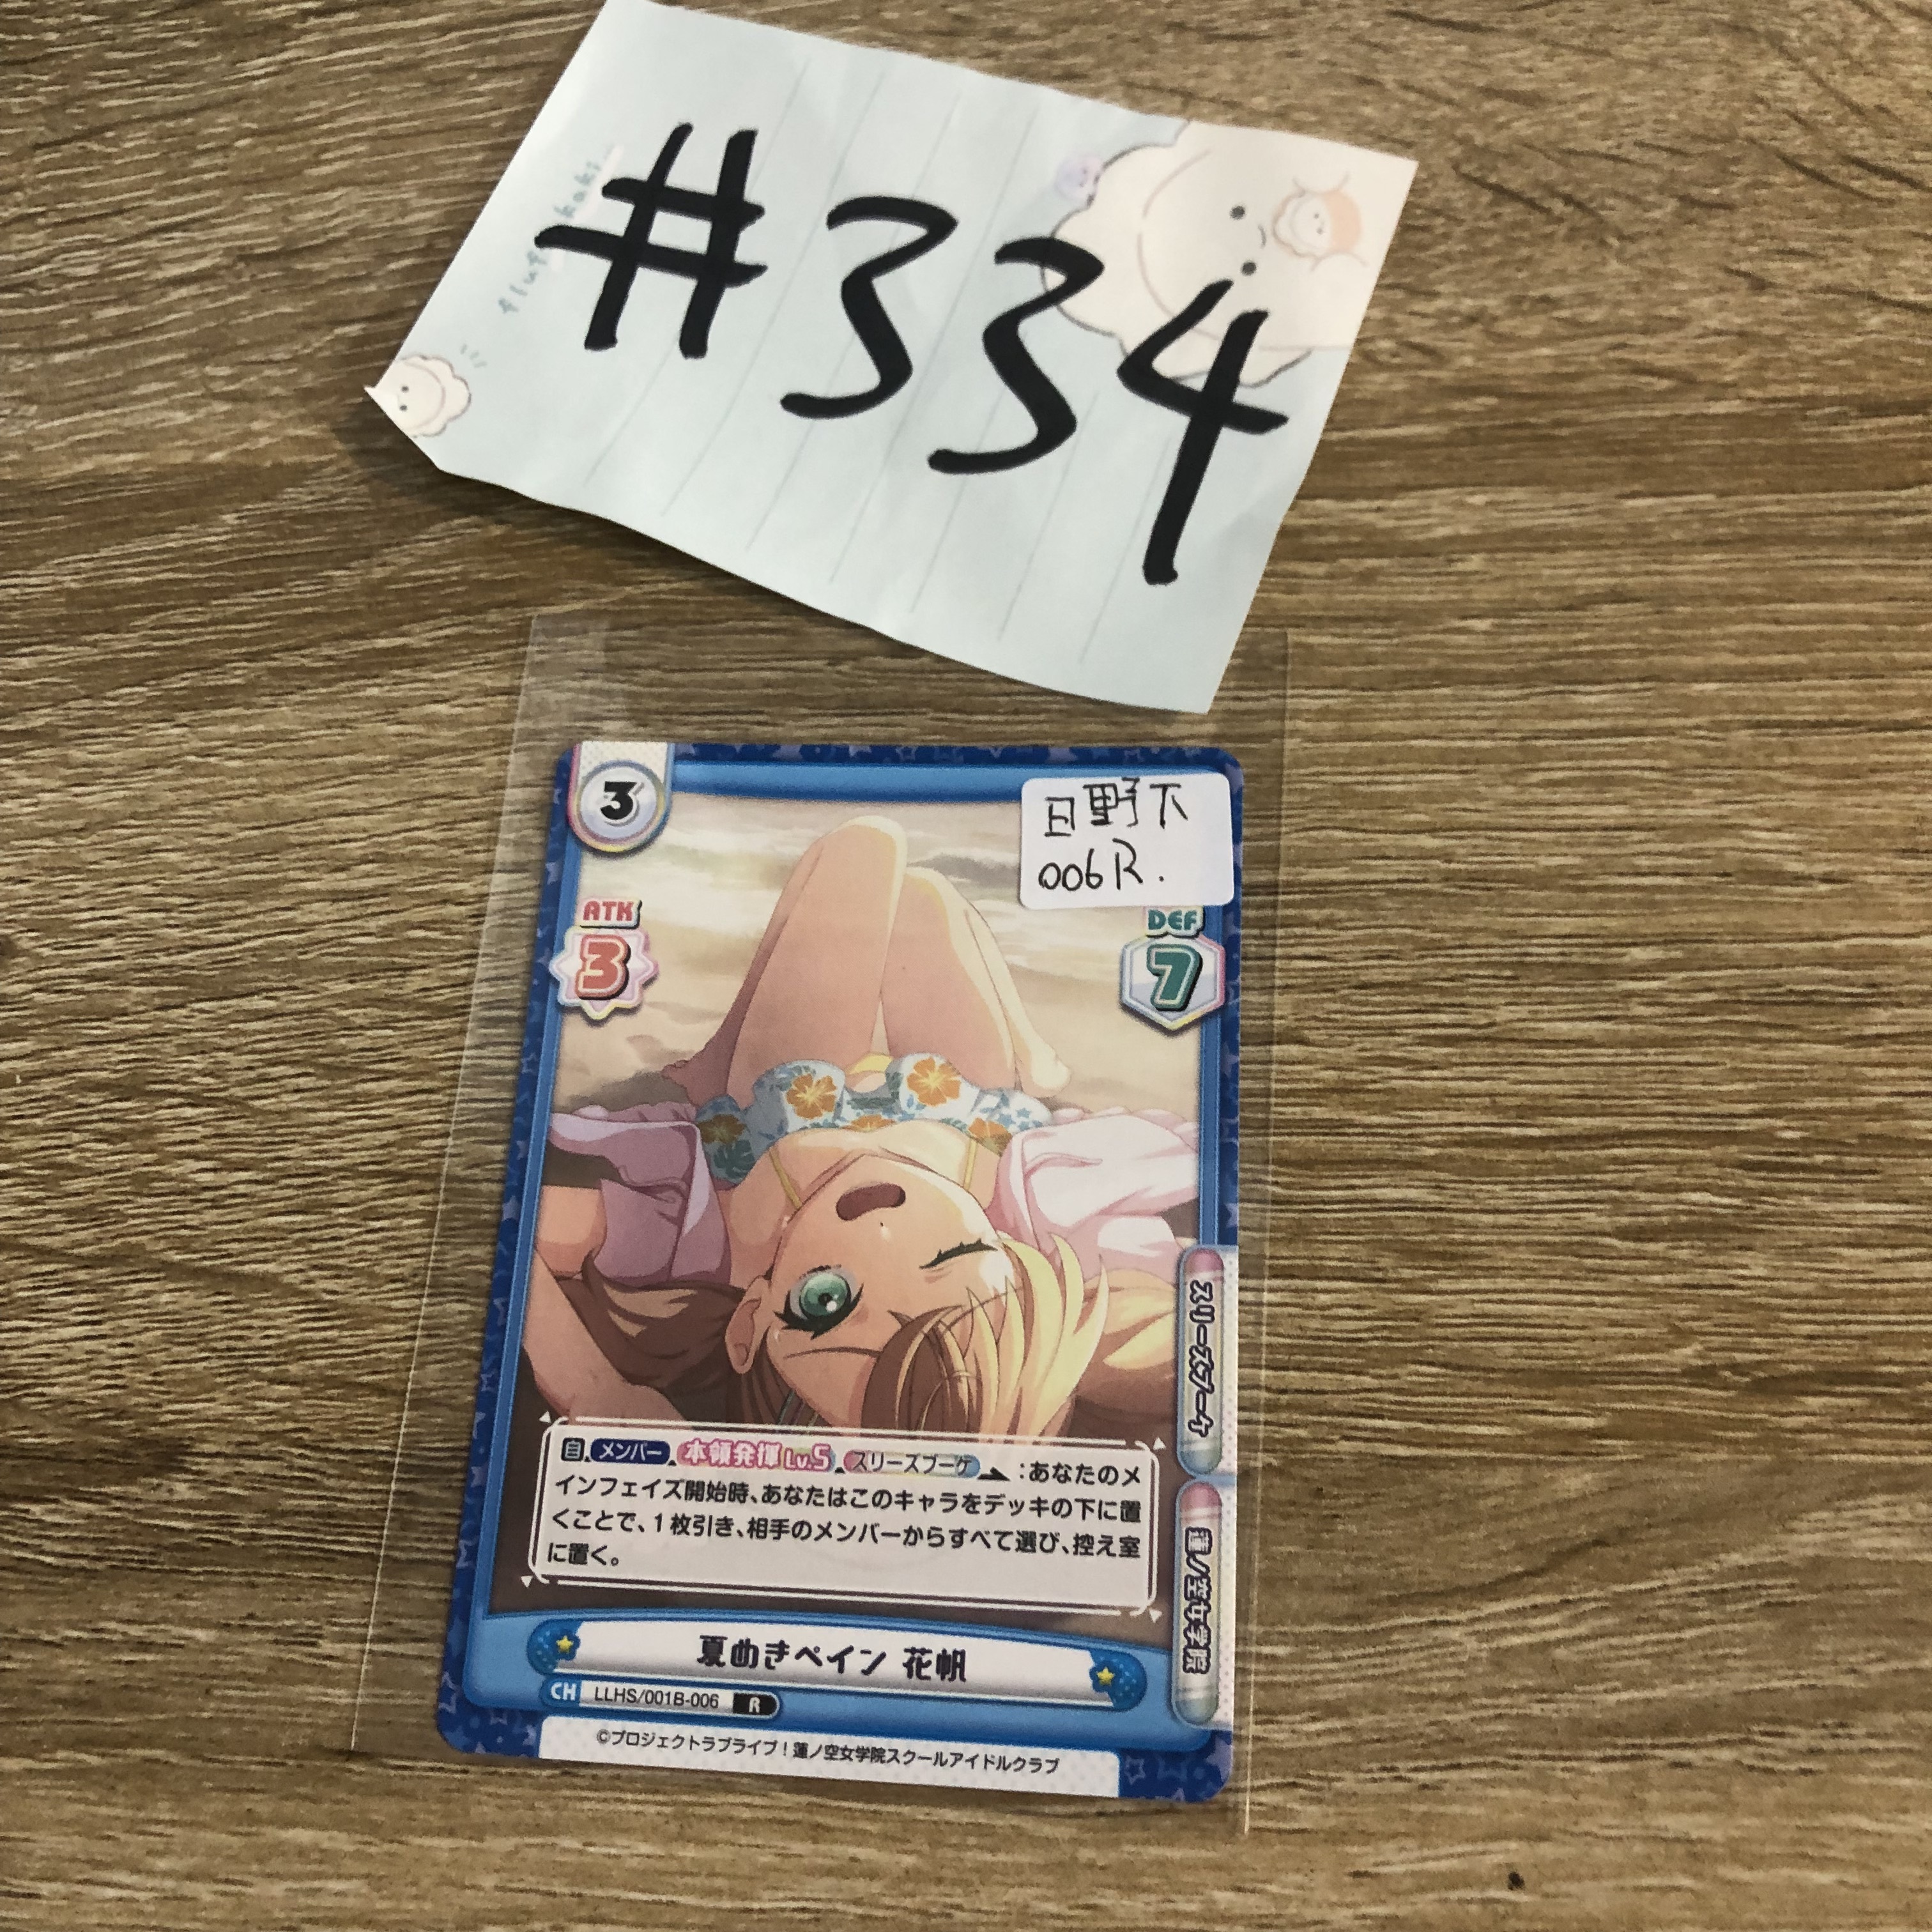 #334
fluffy kaki
3
日野下
006R.
ATK
3
DEF
7
スリーズブーケ
蓮ノ空女学院
自 メンバー 本領発揮Lv.5 スリーズブーケ :あなたのメ
インフェイズ開始時、あなたはこのキャラをデッキの下に置
くことで、1枚引き、相手のメンバーからすべて選び、控え室
に置く。
夏めきペイン 花帆
CH LLHS/001B-006 R
©プロジェクトラブライブ！蓮ノ空女学院スクールアイドルクラブ